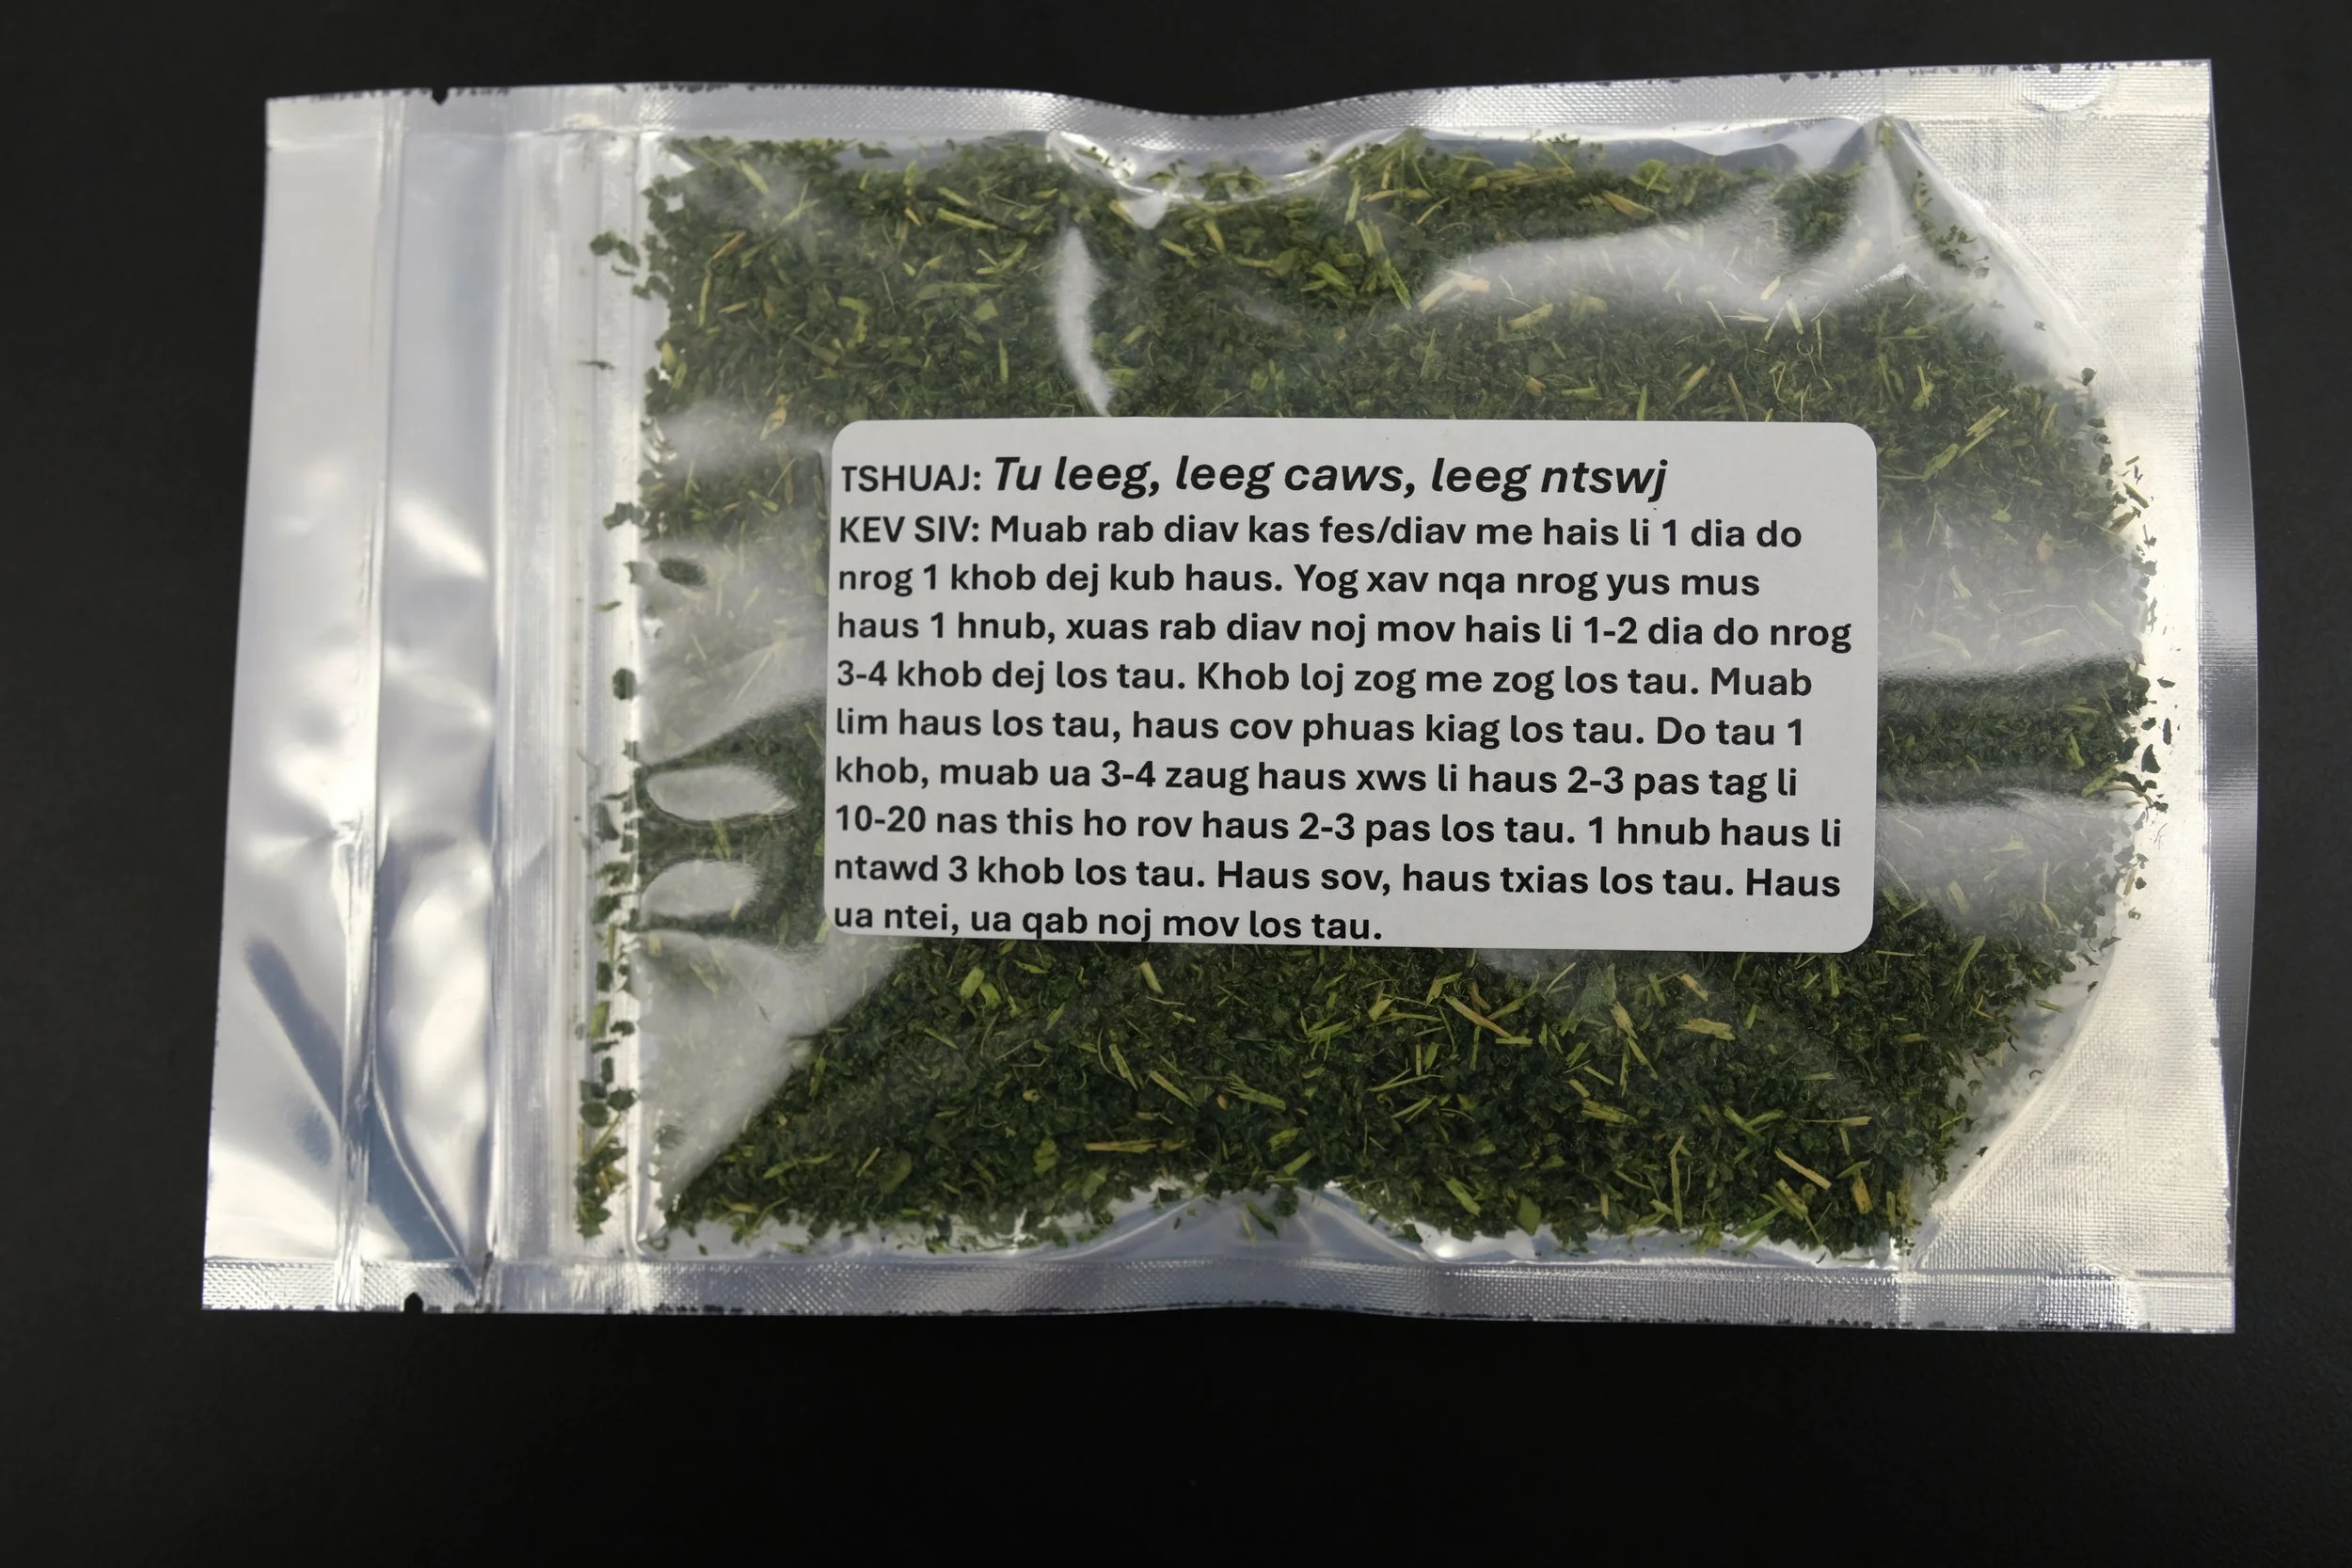 TSHUAJ: Tu leeg, leeg caws, leeg ntswj
KEV SIV: Muab rab diav kas fes/diav me hais li 1 dia do
nrog 1 khob dej kub haus. Yog xav nqa nrog yus mus
haus 1 hnub, xuas rab diav noj mov hais li 1-2 dia do nrog
3-4 khob dej los tau. Khob loj zog me zog los tau. Muab
lim haus los tau, haus cov phuas kiag los tau. Do tau 1
khob, muab ua 3-4 zaug haus xws li haus 2-3 pas tag li
10-20 nas this ho rov haus 2-3 pas los tau. 1 hnub haus li
ntawd 3 khob los tau. Haus sov, haus txias los tau. Haus
ua ntei, ua qab noj mov los tau.